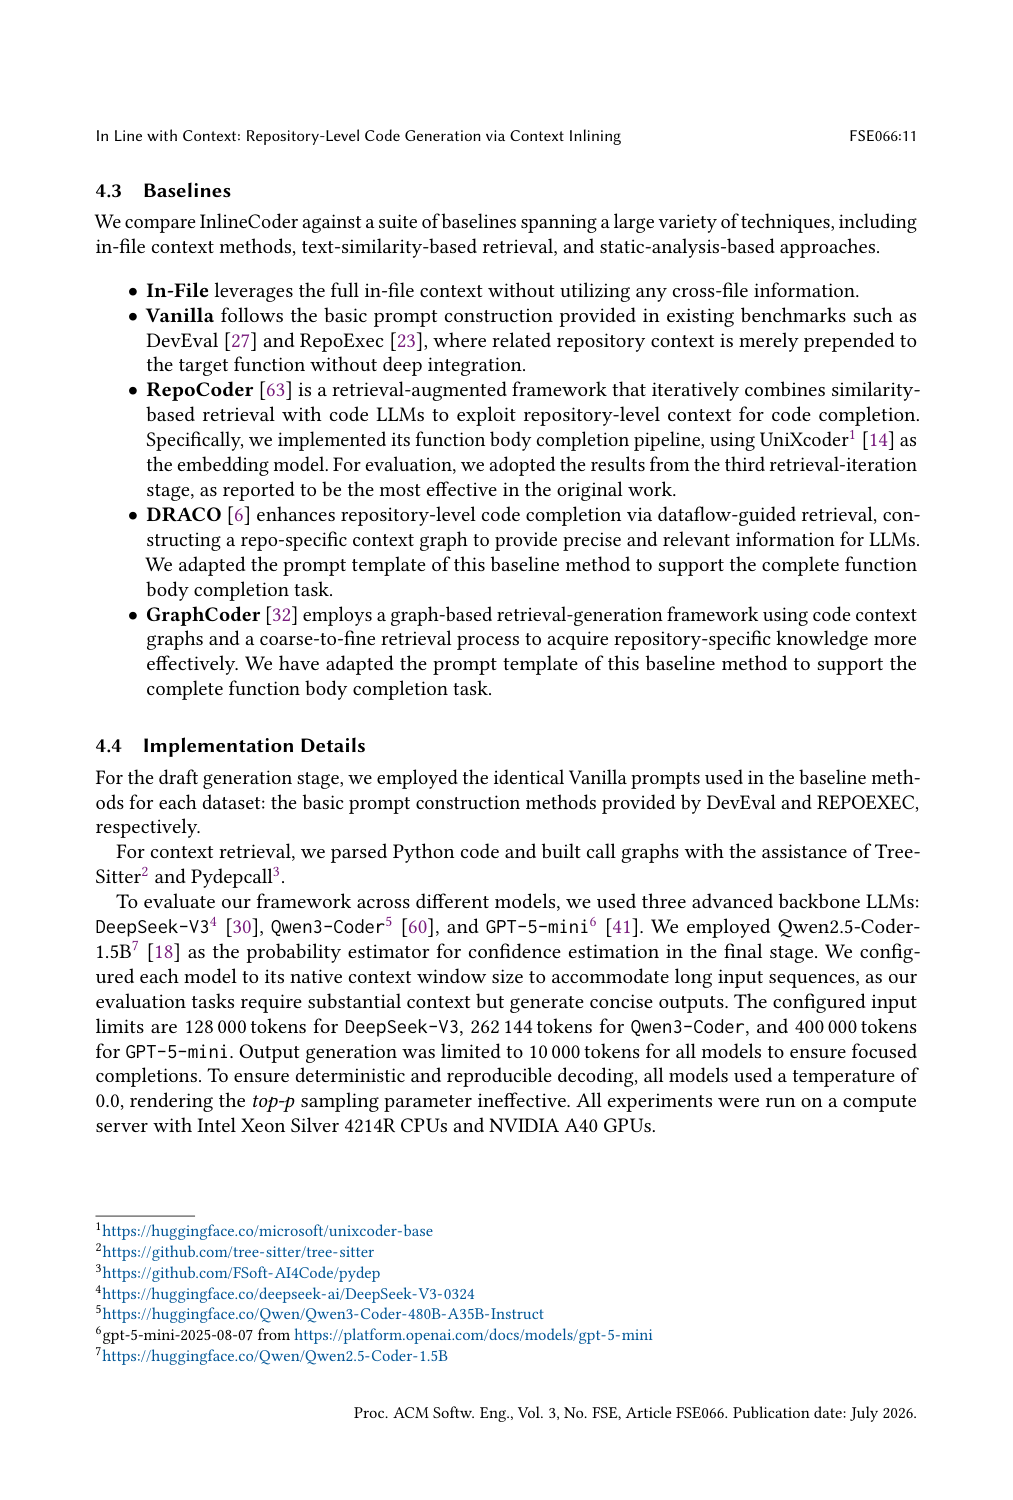 In Line with Context: Repository-Level Code Generation via Context Inlining FSE066:11
4.3 Baselines
We compare InlineCoder against a suite of baselines spanning a large variety of techniques, including
in-file context methods, text-similarity-based retrieval, and static-analysis-based approaches.
• In-File leverages the full in-file context without utilizing any cross-file information.
• Vanilla follows the basic prompt construction provided in existing benchmarks such as
DevEval [27] and RepoExec [23], where related repository context is merely prepended to
the target function without deep integration.
• RepoCoder [63] is a retrieval-augmented framework that iteratively combines similarity-
based retrieval with code LLMs to exploit repository-level context for code completion.
Specifically, we implemented its function body completion pipeline, using UniXcoder1 [14] as
the embedding model. For evaluation, we adopted the results from the third retrieval-iteration
stage, as reported to be the most effective in the original work.
• DRACO [6] enhances repository-level code completion via dataflow-guided retrieval, con-
structing a repo-specific context graph to provide precise and relevant information for LLMs.
We adapted the prompt template of this baseline method to support the complete function
body completion task.
• GraphCoder [32] employs a graph-based retrieval-generation framework using code context
graphs and a coarse-to-fine retrieval process to acquire repository-specific knowledge more
effectively. We have adapted the prompt template of this baseline method to support the
complete function body completion task.
4.4 Implementation Details
For the draft generation stage, we employed the identical Vanilla prompts used in the baseline meth-
ods for each dataset: the basic prompt construction methods provided by DevEval and REPOEXEC,
respectively.
For context retrieval, we parsed Python code and built call graphs with the assistance of Tree-
Sitter2 and Pydepcall3.
To evaluate our framework across different models, we used three advanced backbone LLMs:
DeepSeek-V34 [30], Qwen3-Coder5 [60], and GPT-5-mini6 [41]. We employed Qwen2.5-Coder-
1.5B7 [18] as the probability estimator for confidence estimation in the final stage. We config-
ured each model to its native context window size to accommodate long input sequences, as our
evaluation tasks require substantial context but generate concise outputs. The configured input
limits are 128 000 tokens for DeepSeek-V3, 262 144 tokens for Qwen3-Coder, and 400 000 tokens
for GPT-5-mini. Output generation was limited to 10 000 tokens for all models to ensure focused
completions. To ensure deterministic and reproducible decoding, all models used a temperature of
0.0, rendering the top-p sampling parameter ineffective. All experiments were run on a compute
server with Intel Xeon Silver 4214R CPUs and NVIDIA A40 GPUs.
1https://huggingface.co/microsoft/unixcoder-base
2https://github.com/tree-sitter/tree-sitter
3https://github.com/FSoft-AI4Code/pydep
4https://huggingface.co/deepseek-ai/DeepSeek-V3-0324
5https://huggingface.co/Qwen/Qwen3-Coder-480B-A35B-Instruct
6gpt-5-mini-2025-08-07 from https://platform.openai.com/docs/models/gpt-5-mini
7https://huggingface.co/Qwen/Qwen2.5-Coder-1.5B
Proc. ACM Softw. Eng., Vol. 3, No. FSE, Article FSE066. Publication date: July 2026.